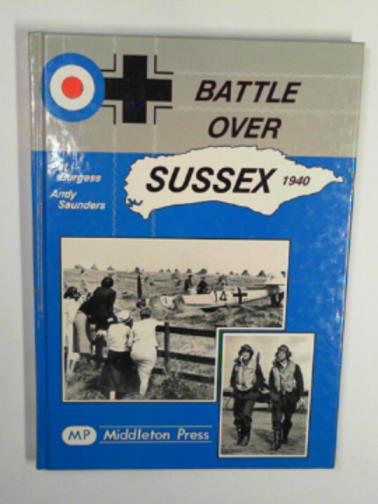 BATTLE
OVER
SUSSEX 1940
Burgess
Andy
Saunders
14
MP Middleton Press